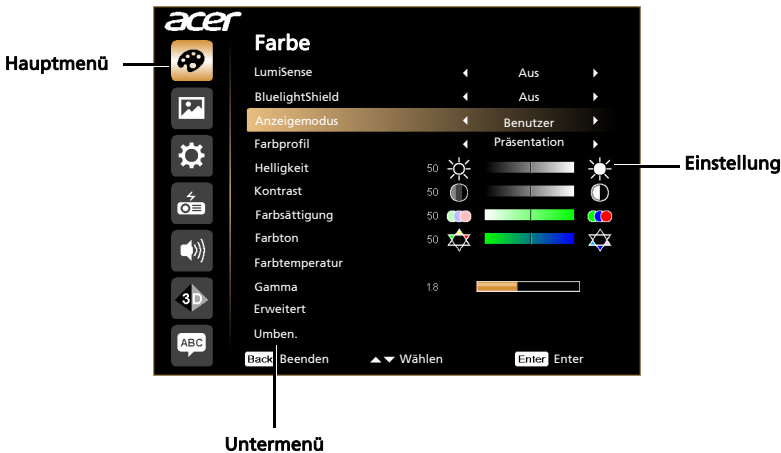 acer
Farbe
Hauptmenü
LumiSense Aus
BluelightShield Aus
Anzeigemodus Benutzer
Farbprofil Präsentation
Helligkeit 50
Einstellung
Kontrast 50
Farbsättigung 50
Farbton 50
Farbtemperatur
Gamma 1.8
Erweitert
Umben.
3D
ABC
Back Beenden Wählen Enter Enter
Untermenü